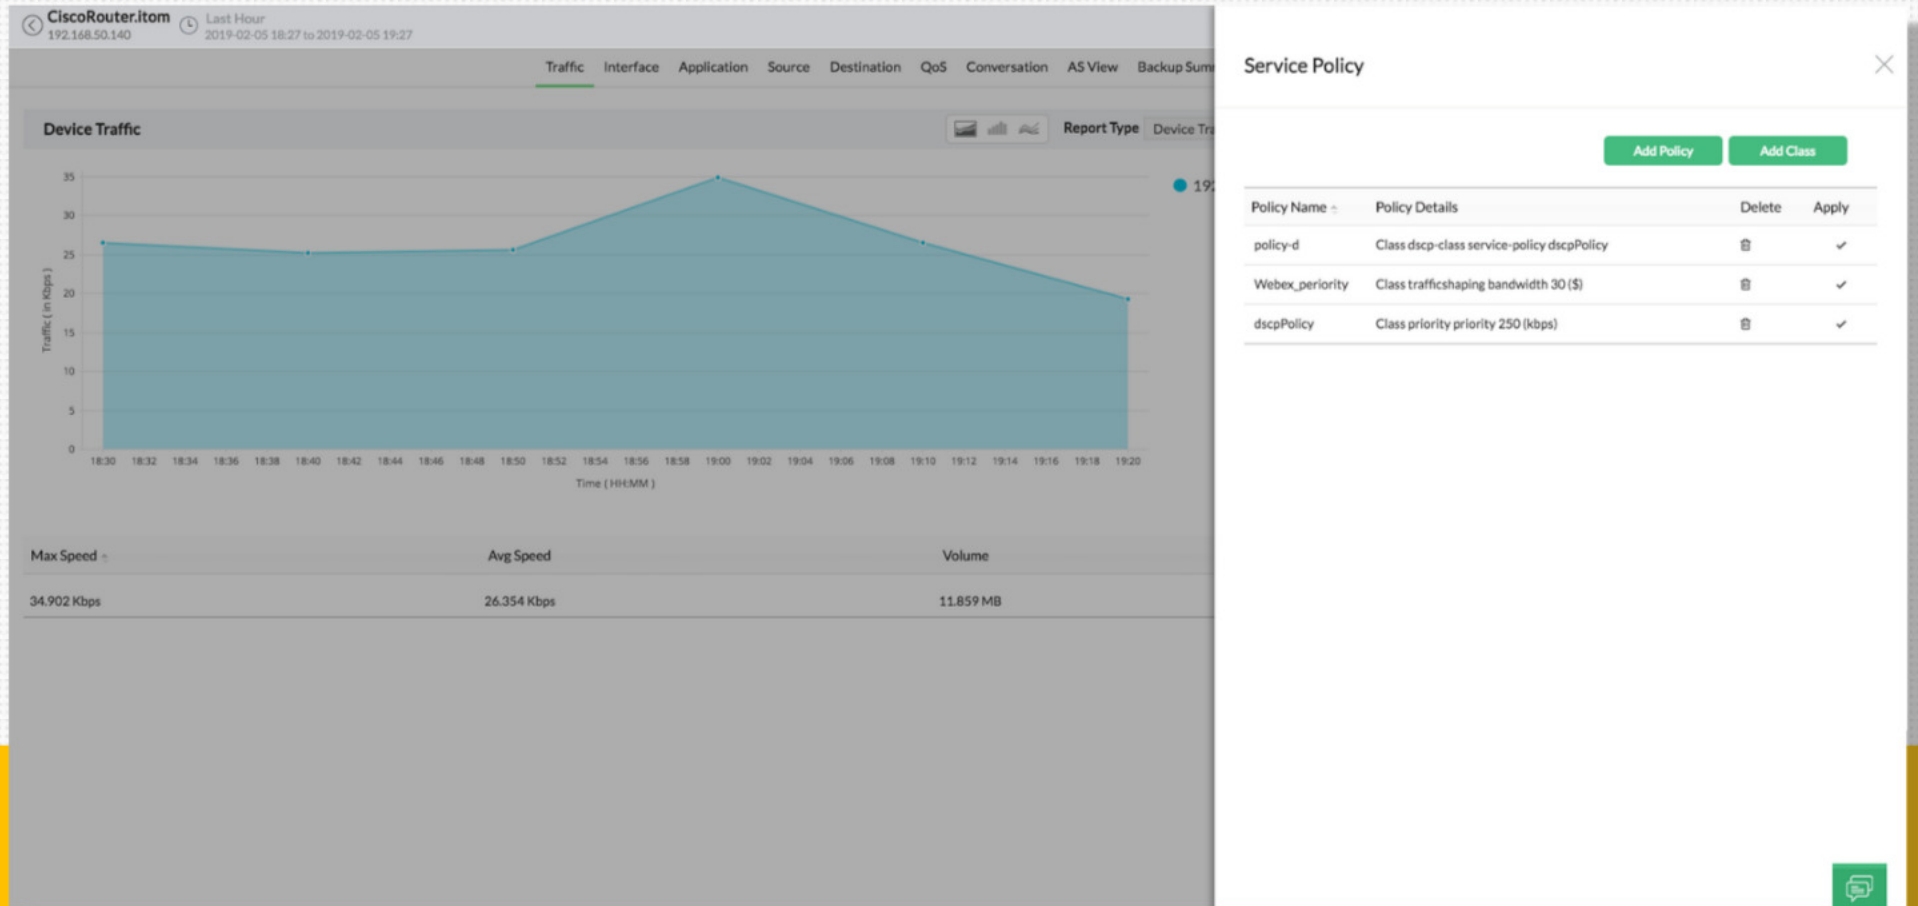 CiscoRouter.itom
192.168.50.140
Last Hour
2019-02-05 18:27 to 2019-02-05 19:27
Traffic Interface Application Source Destination QoS Conversation AS View Backup Sum
Device Traffic
Report Type Device Tra
35
30
25
20
15
10
5
0
Traffic ( in Kbps )
192
18:30 18:32 18:34 18:36 18:38 18:40 18:42 18:44 18:46 18:48 18:50 18:52 18:54 18:56 18:58 19:00 19:02 19:04 19:06 19:08 19:10 19:12 19:14 19:16 19:18 19:20
Time ( HH:MM )
Max Speed Avg Speed Volume
34.902 Kbps 26.354 Kbps 11.859 MB
Service Policy
Add Policy Add Class
Policy Name Policy Details Delete Apply
policy-d Class dscp-class service-policy dscpPolicy
Webex_periority Class trafficshaping bandwidth 30 ($)
dscpPolicy Class priority priority 250 (kbps)